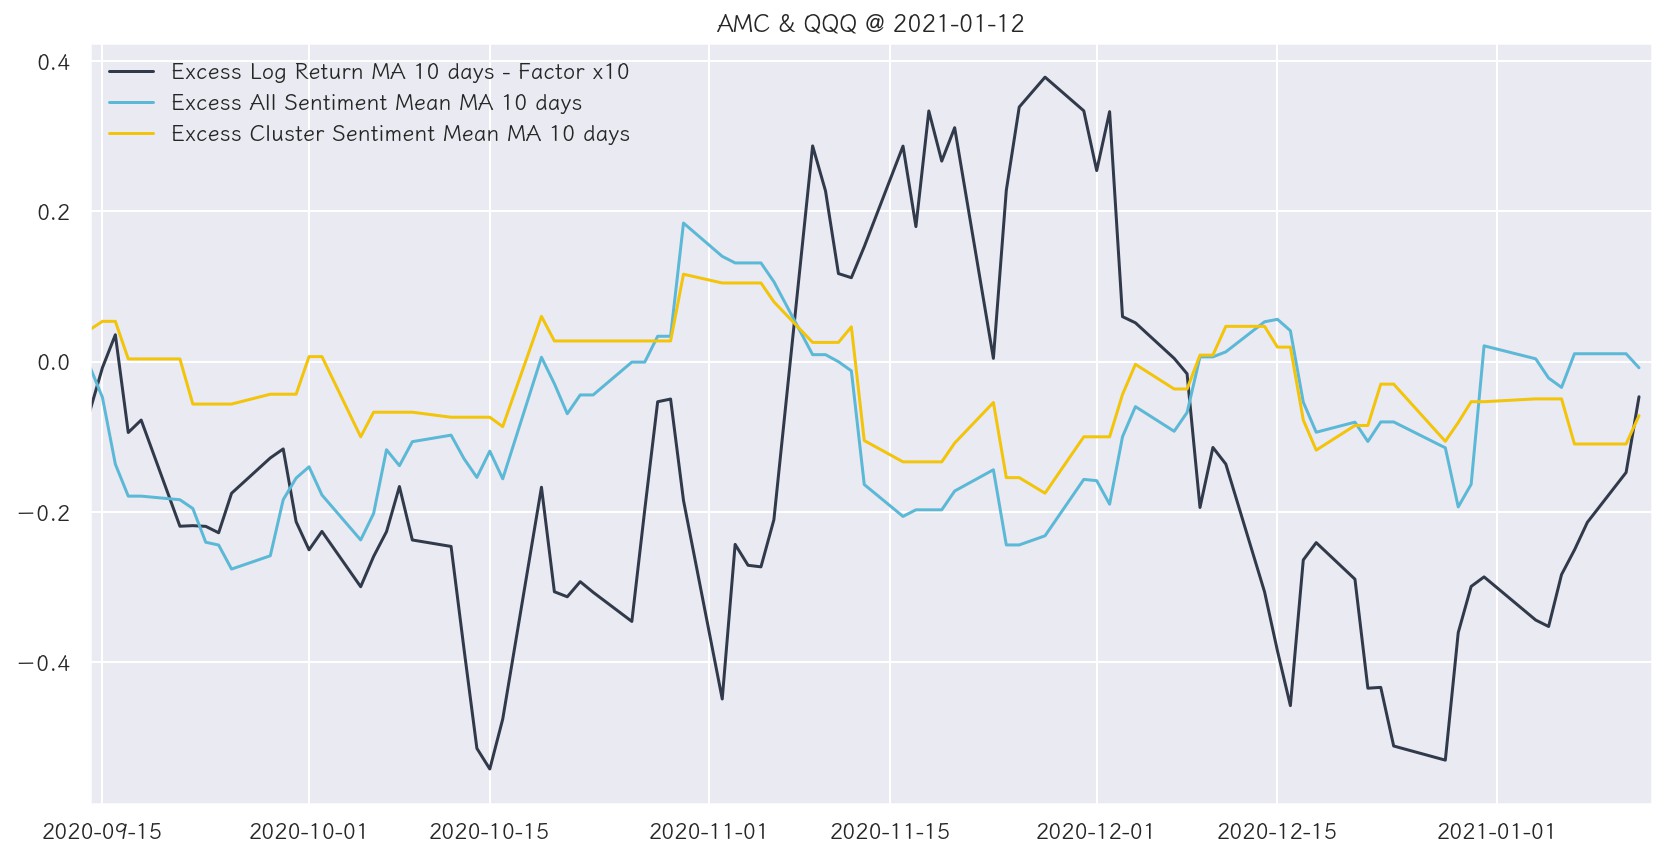 AMC & QQQ @ 2021-01-12
Excess Log Return MA 10 days - Factor x10
Excess All Sentiment Mean MA 10 days
Excess Cluster Sentiment Mean MA 10 days
0.4
0.2
0.0
−0.2
−0.4
2020-09-15 2020-10-01 2020-10-15 2020-11-01 2020-11-15 2020-12-01 2020-12-15 2021-01-01